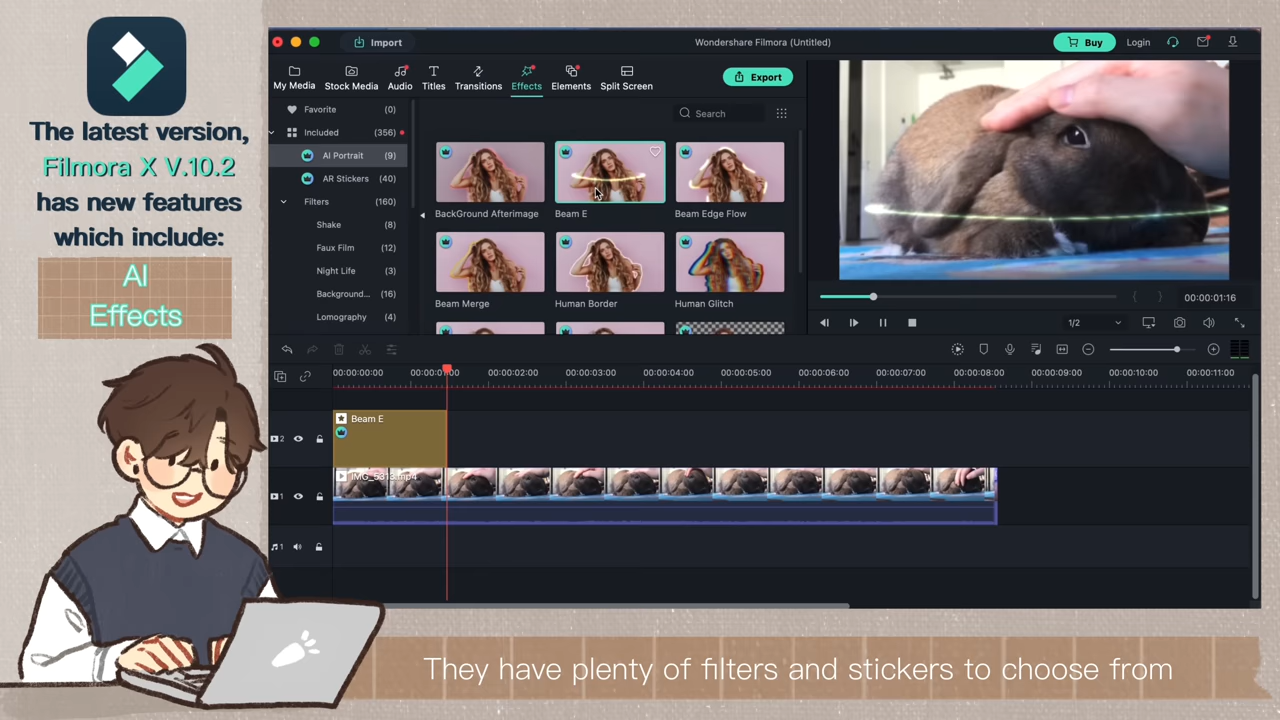 The latest version,
Filmora X V.10.2
has new features
which include:
AI
Effects
Import
Wondershare Filmora (Untitled)
Buy
Login
My Media
Stock Media
Audio
Titles
Transitions
Effects
Elements
Split Screen
Export
Favorite (0)
Included (356)
AI Portrait (9)
AR Stickers (40)
Filters (160)
Shake (8)
Faux Film (12)
Night Life (3)
Background... (16)
Lomography (4)
Search
BackGround Afterimage
Beam E
Beam Edge Flow
Beam Merge
Human Border
Human Glitch
00:00:01:16
1/2
00:00:00:00
00:00:02:00
00:00:03:00
00:00:04:00
00:00:05:00
00:00:06:00
00:00:07:00
00:00:08:00
00:00:09:00
00:00:10:00
00:00:11:00
2
Beam E
1
1
They have plenty of filters and stickers to choose from